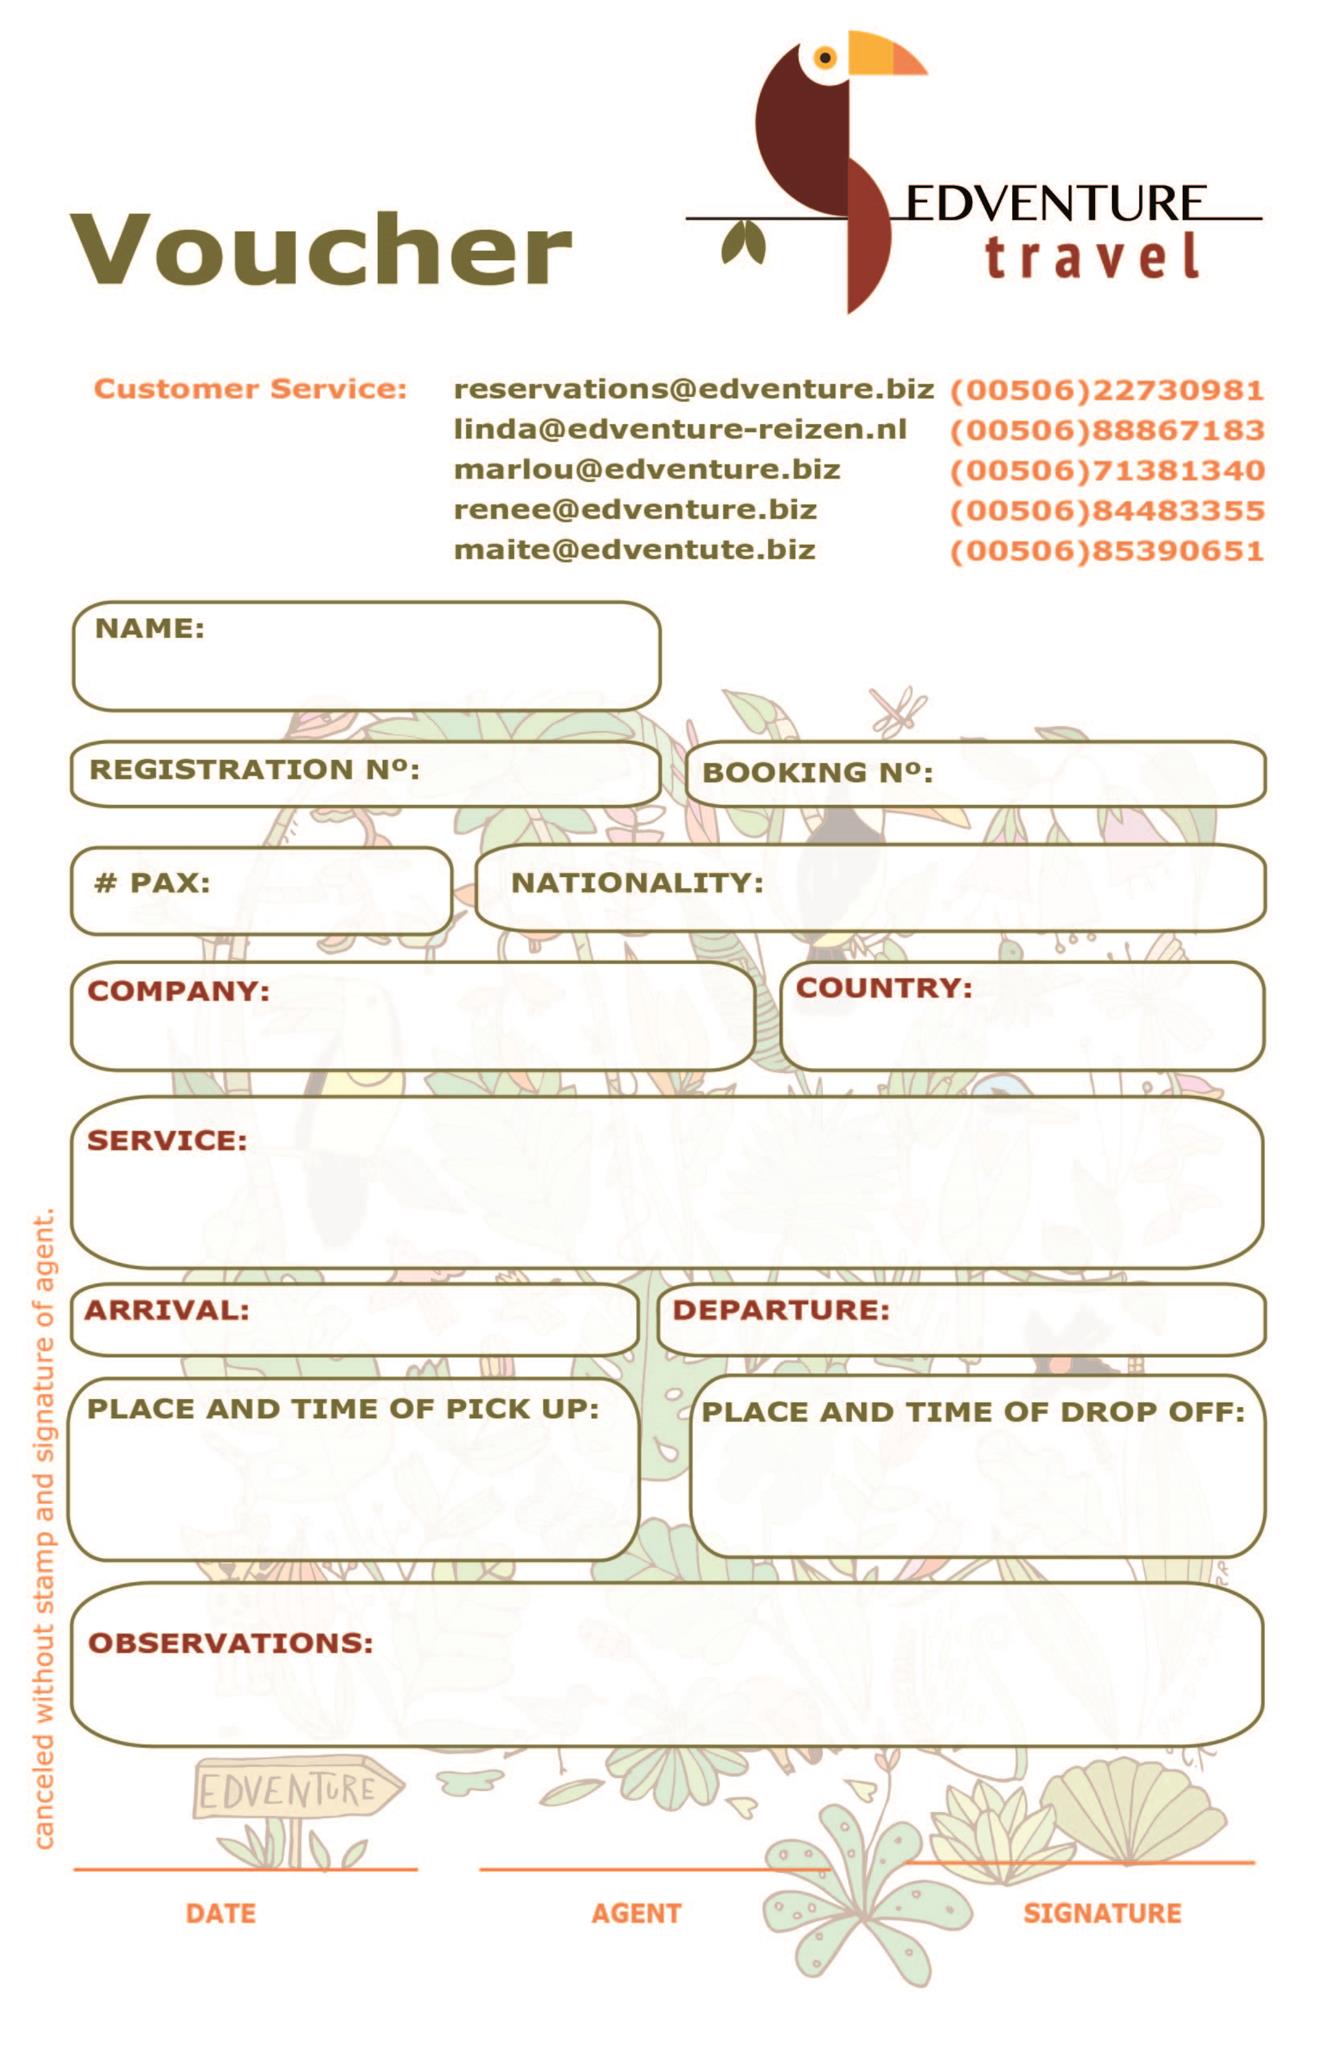 EDVENTURE
travel
Voucher
Customer Service:
reservations@edventure.biz (00506)22730981
linda@edventure-reizen.nl (00506)88867183
marlou@edventure.biz (00506)71381340
renee@edventure.biz (00506)84483355
maite@edventute.biz (00506)85390651
NAME:
REGISTRATION Nº:
BOOKING Nº:
# PAX:
NATIONALITY:
COMPANY:
COUNTRY:
SERVICE:
ARRIVAL:
DEPARTURE:
PLACE AND TIME OF PICK UP:
PLACE AND TIME OF DROP OFF:
OBSERVATIONS:
canceled without stamp and signature of agent.
EDVENTURE
DATE
AGENT
SIGNATURE